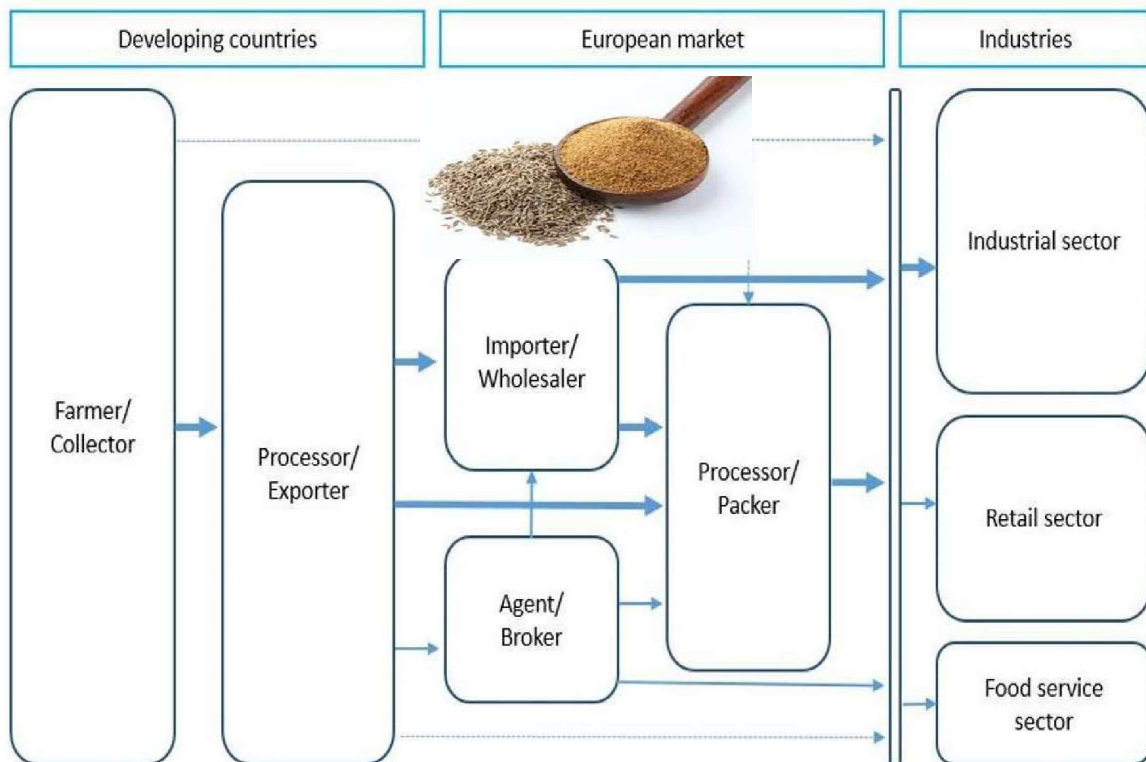 Developing countries
European market
Industries
Farmer/
Collector
Processor/
Exporter
Importer/
Wholesaler
Agent/
Broker
Processor/
Packer
Industrial sector
Retail sector
Food service
sector